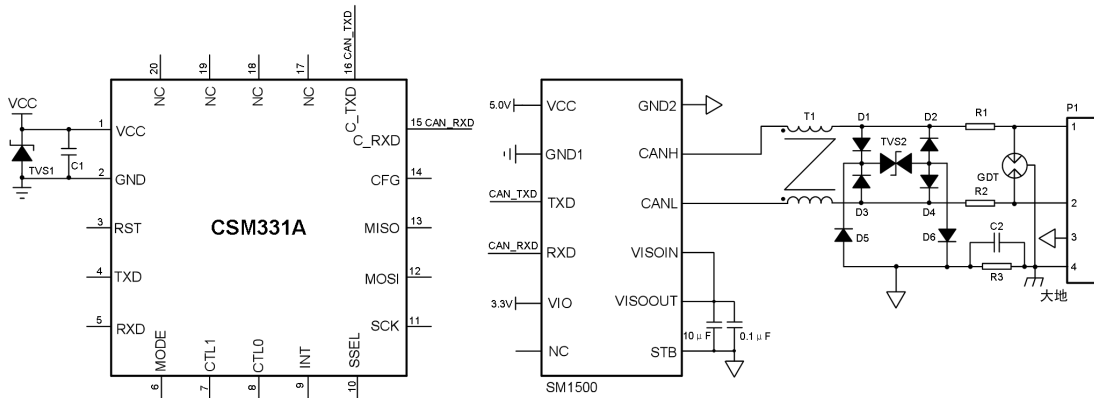 CAN_TXD
20
19
18
17
16
NC
NC
NC
NC
C_TXD
VCC
1
VCC
C_RXD
15
CAN_RXD
TVS1
C1
2
GND
CFG
14
CSM331A
3
RST
MISO
13
4
TXD
MOSI
12
5
RXD
SCK
11
MODE
CTL1
CTL0
INT
SSEL
6
7
8
9
10
5.0V
VCC
GND2
GND1
CANH
CAN_TXD
TXD
CANL
CAN_RXD
RXD
VISOIN
3.3V
VIO
VISOOUT
10μF
0.1μF
NC
STB
SM1500
T1
D1
D2
R1
P1
1
TVS2
GDT
D3
D4
R2
2
D5
D6
C2
3
R3
4
大地